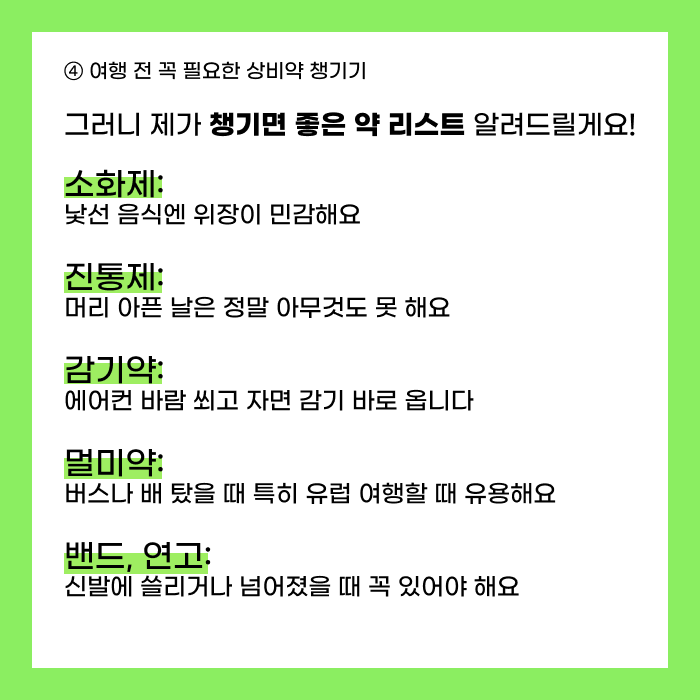 ④ 여행 전 꼭 필요한 상비약 챙기기
그러니 제가 챙기면 좋은 약 리스트 알려드릴게요!
소화제:
낯선 음식엔 위장이 민감해요
진통제:
머리 아픈 날은 정말 아무것도 못 해요
감기약:
에어컨 바람 쐬고 자면 감기 바로 옵니다
멀미약:
버스나 배 탔을 때 특히 유럽 여행할 때 유용해요
밴드, 연고:
신발에 쓸리거나 넘어졌을 때 꼭 있어야 해요